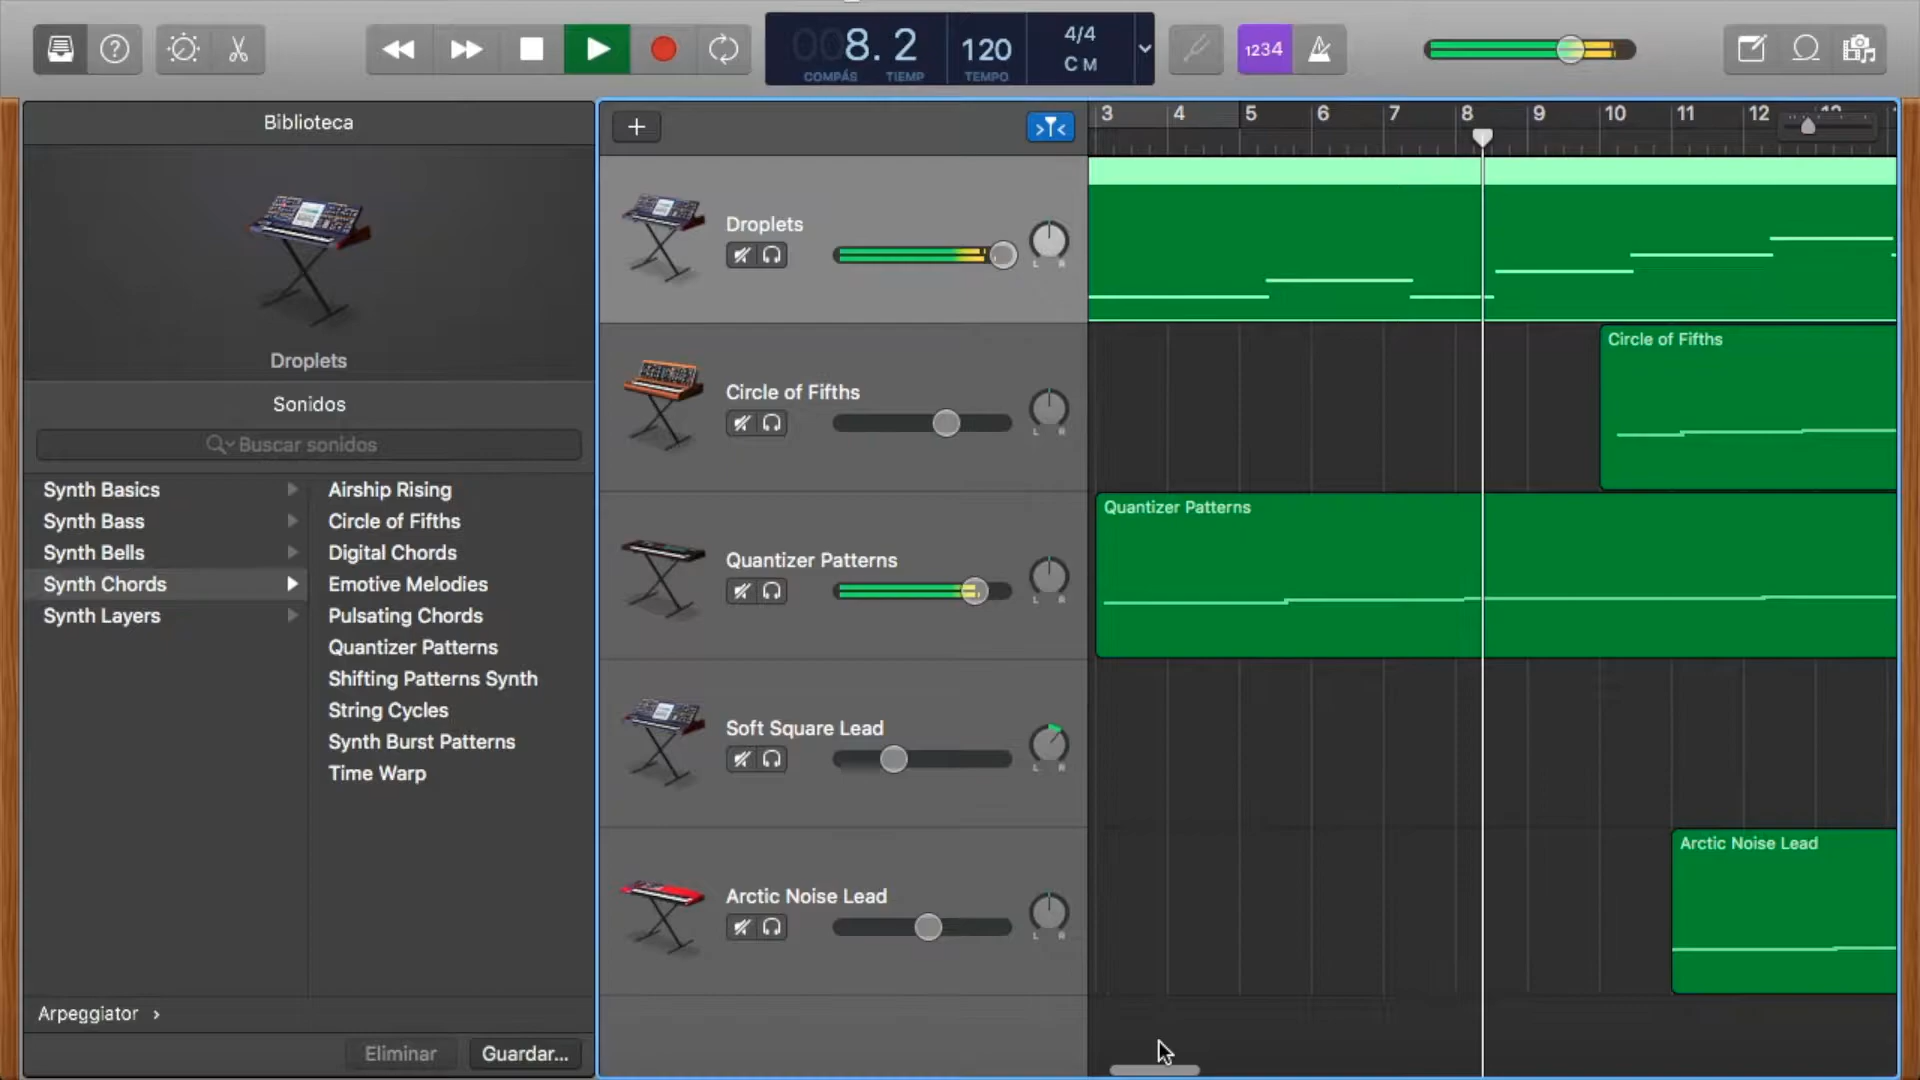 008. 2
120
4/4
C M
COMPÁS
TIEMP
TEMPO
1234
Biblioteca
Droplets
Sonidos
Buscar sonidos
Synth Basics
Synth Bass
Synth Bells
Synth Chords
Synth Layers
Airship Rising
Circle of Fifths
Digital Chords
Emotive Melodies
Pulsating Chords
Quantizer Patterns
Shifting Patterns Synth
String Cycles
Synth Burst Patterns
Time Warp
Arpeggiator
Eliminar
Guardar...
3 4 5 6 7 8 9 10 11 12
Droplets
L R
Circle of Fifths
L R
Quantizer Patterns
L R
Soft Square Lead
L R
Arctic Noise Lead
L R
Circle of Fifths
Quantizer Patterns
Arctic Noise Lead